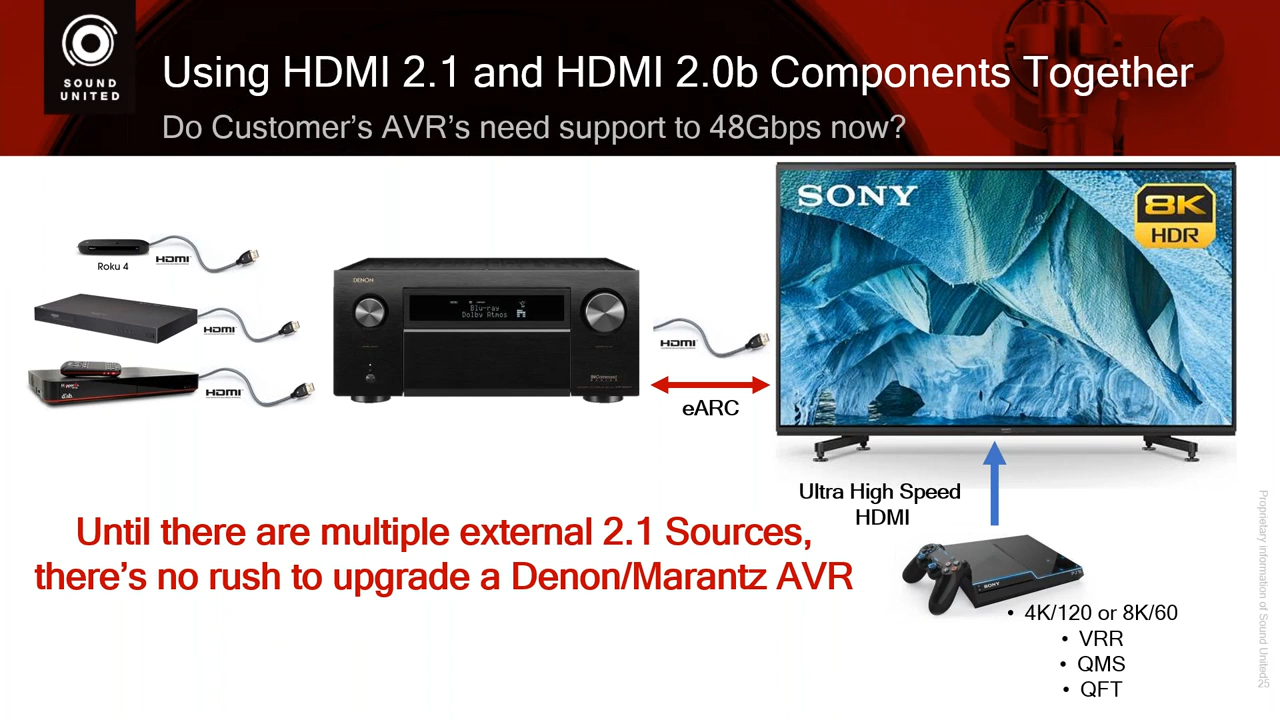 SOUND
UNITED
Using HDMI 2.1 and HDMI 2.0b Components Together
Do Customer's AVR's need support to 48Gbps now?
Roku 4
HDMI
HDMI
HDMI
dish
DENON
Blu-ray
Dolby Atmos
HDMI
eARC
SONY
8K
HDR
Ultra High Speed
HDMI
SONY
Until there are multiple external 2.1 Sources,
there's no rush to upgrade a Denon/Marantz AVR
• 4K/120 or 8K/60
• VRR
• QMS
• QFT
Proprietary information of Sound United
25